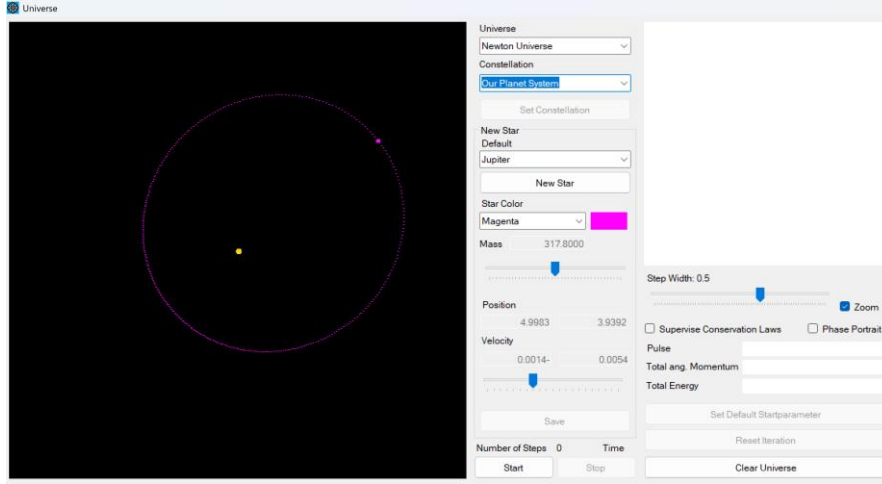 Universe
Universe
Newton Universe
Constellation
Our Planet System
Set Constellation
New Star
Default
Jupiter
New Star
Star Color
Magenta
Mass 317.8000
Position
4.9983 3.9392
Velocity
0.0014- 0.0054
Save
Number of Steps 0 Time
Start Stop
Step Width: 0.5
Zoom
Supervise Conservation Laws Phase Portrait
Pulse
Total ang. Momentum
Total Energy
Set Default Startparameter
Reset Iteration
Clear Universe